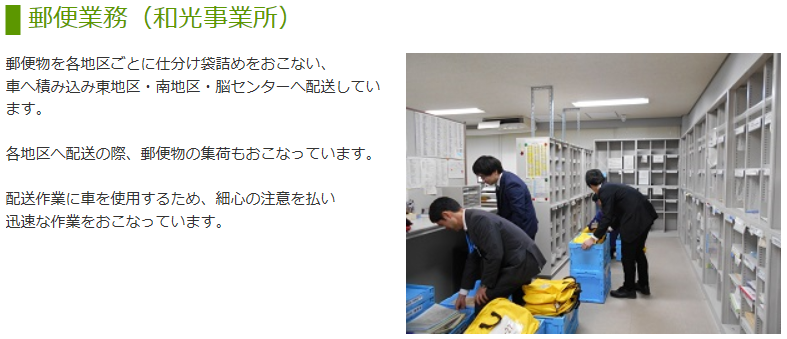 郵便業務（和光事業所）
郵便物を各地区ごとに仕分け袋詰めをおこない、
車へ積み込み東地区・南地区・脳センターへ配送してい
ます。
各地区へ配送の際、郵便物の集荷もおこなっています。
配送作業に車を使用するため、細心の注意を払い
迅速な作業をおこなっています。